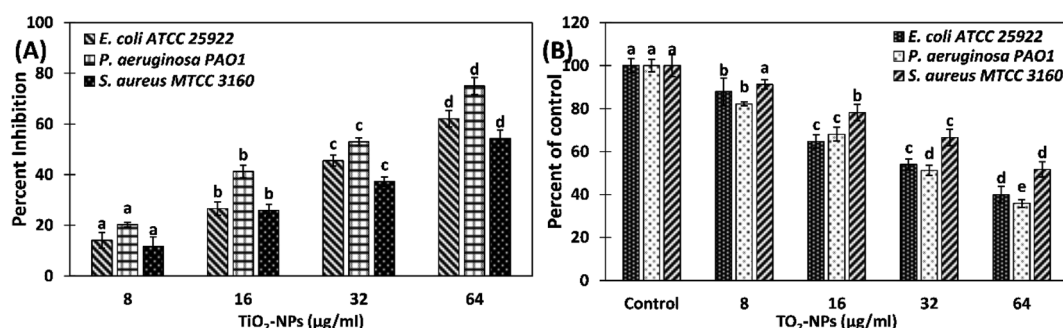 (A)
Percent Inhibition
100
80
60
40
20
0
E. coli ATCC 25922
P. aeruginosa PAO1
S. aureus MTCC 3160
a a a
b b b
c c c
d d d
8 16 32 64
TiO₂-NPs (µg/ml)
(B)
Percent of control
120
100
80
60
40
20
0
E. coli ATCC 25922
P. aeruginosa PAO1
S. aureus MTCC 3160
a a a
b b a
c c b
c d c
d e d
Control 8 16 32 64
TO₂-NPs (µg/ml)